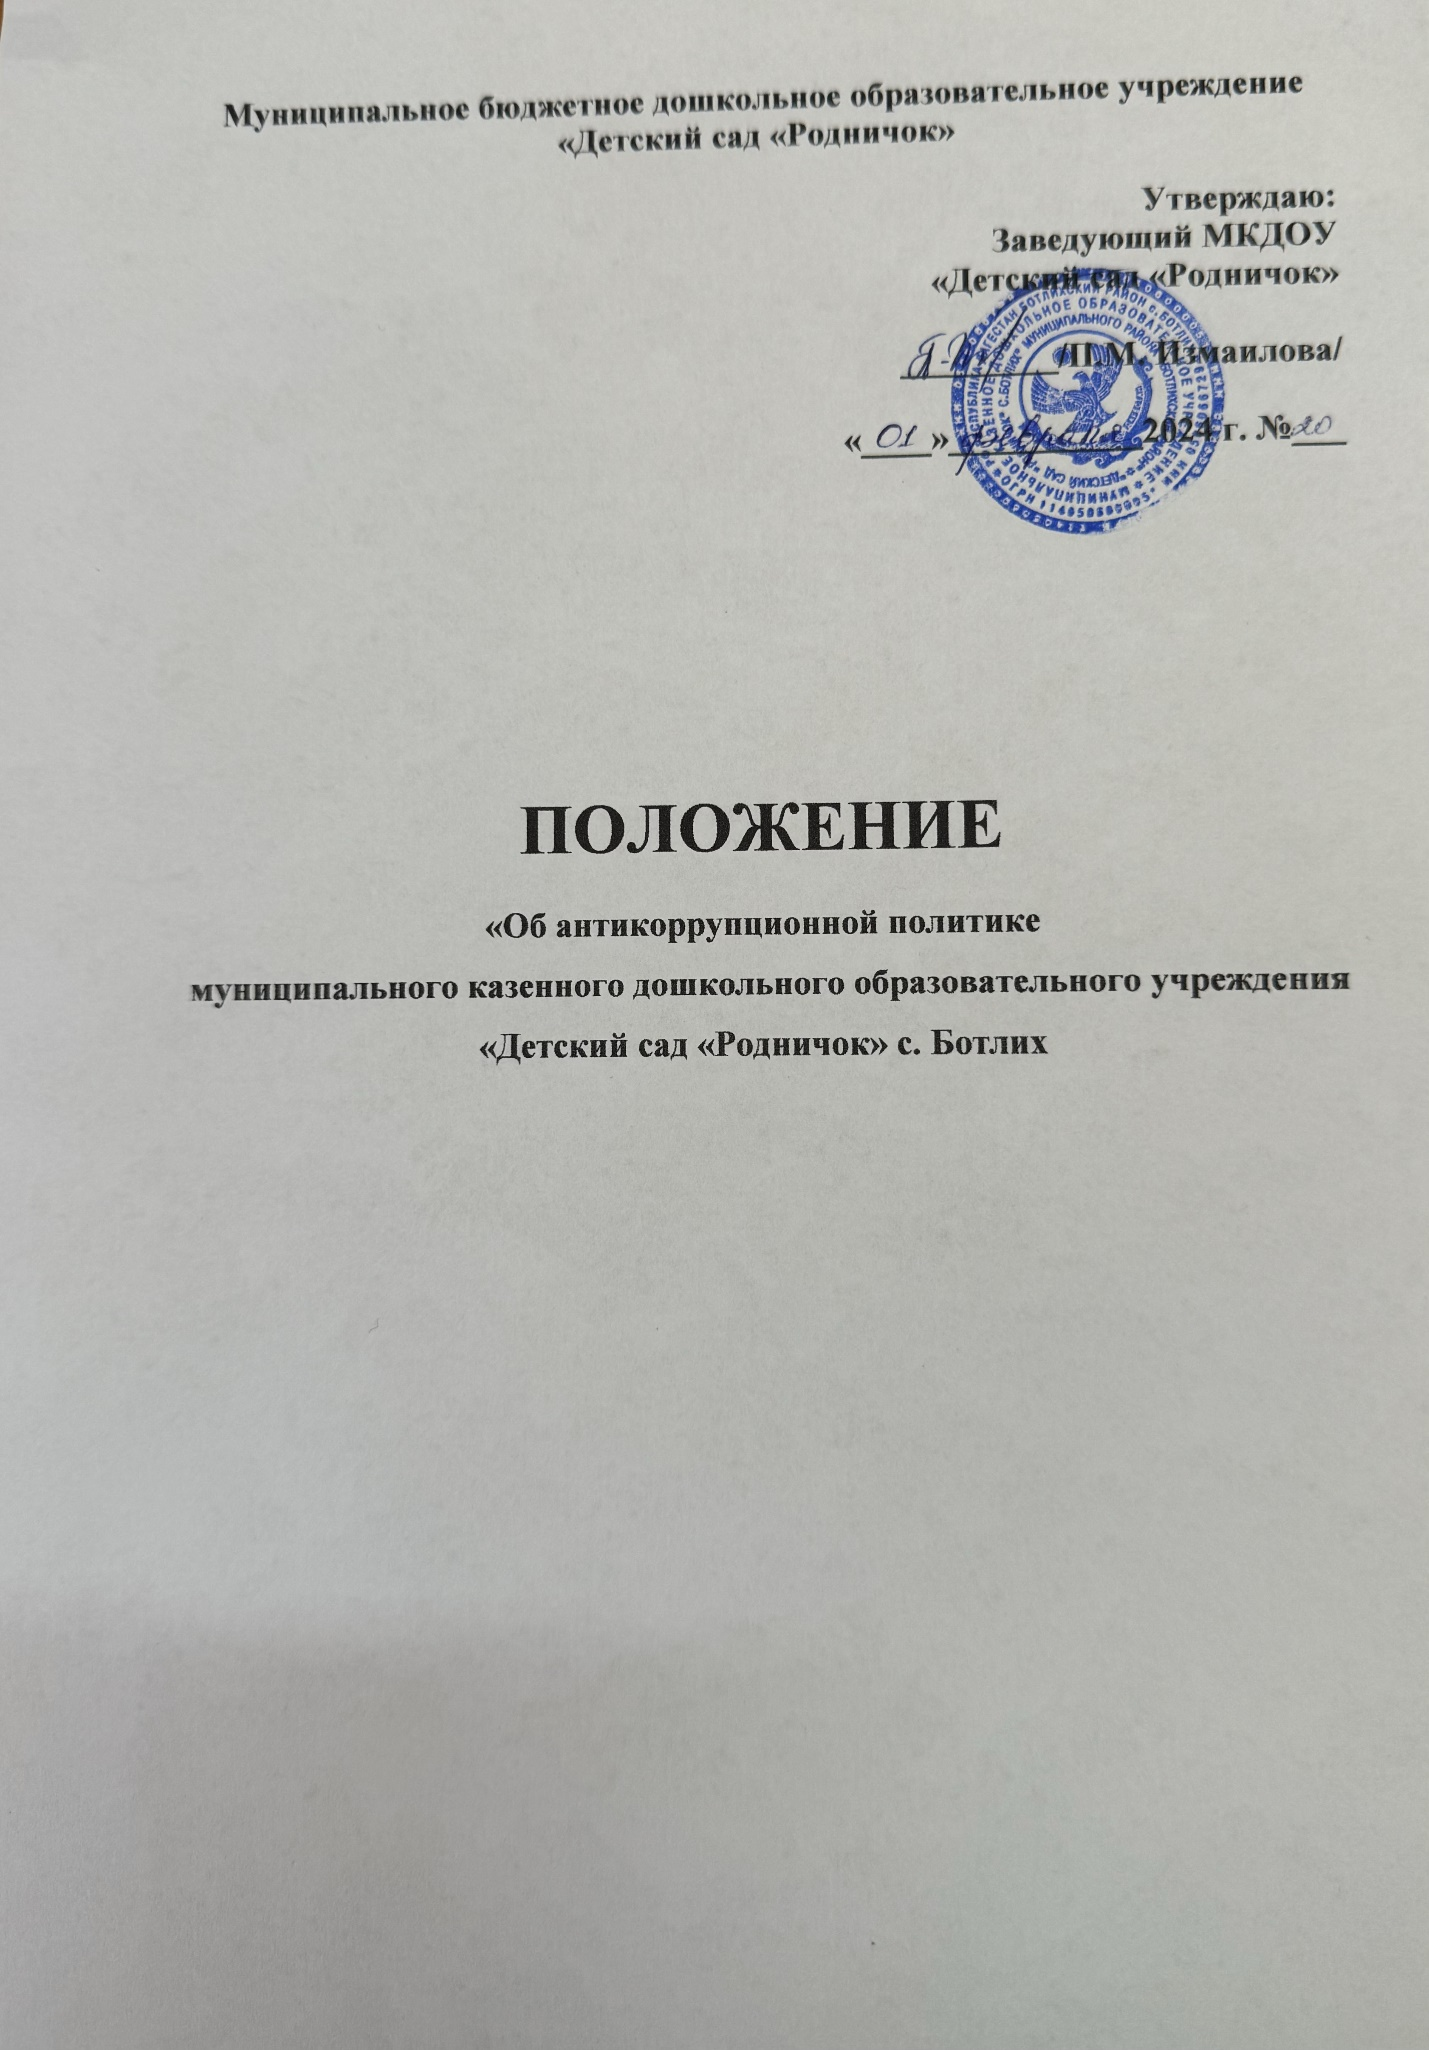 Муниципальное бюджетное дошкольное образовательное учреждение
«Детский сад «Родничок»
Утверждаю:
Заведующий МКДОУ
«Детский сад «Родничок»
/П.М. Измаилова/
«01» февраля 2024 г. №20
ПОЛОЖЕНИЕ
«Об антикоррупционной политике
муниципального казенного дошкольного образовательного учреждения
«Детский сад «Родничок» с. Ботлих